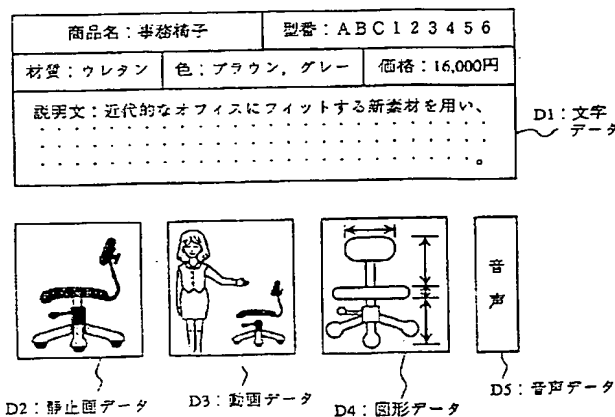 商品名：事務椅子 型番：ABC123456
材質：ウレタン 色：ブラウン，グレー 価格：16,000円
説明文：近代的なオフィスにフィットする新素材を用い、
。
D1：文字
データ
音
声
D2：静止画データ D3：動画データ D4：図形データ D5：音声データ